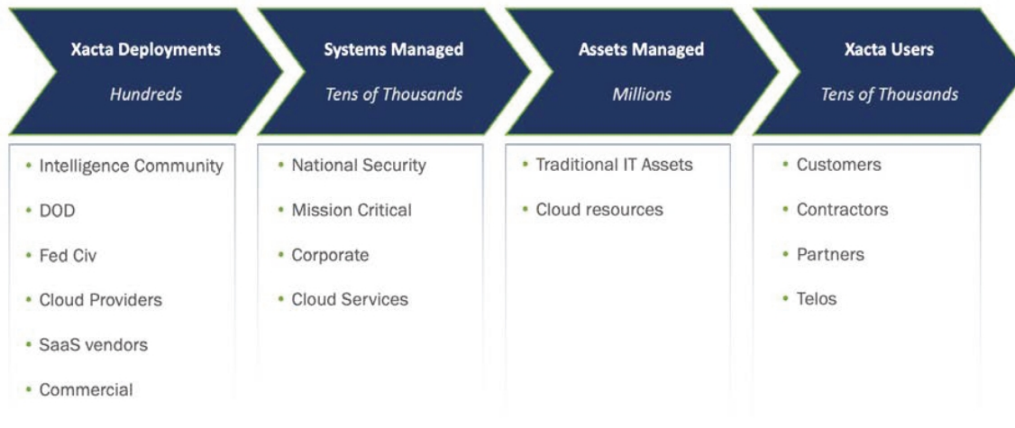 Xacta Deployments
Hundreds
• Intelligence Community
• DOD
• Fed Civ
• Cloud Providers
• SaaS vendors
• Commercial
Systems Managed
Tens of Thousands
• National Security
• Mission Critical
• Corporate
• Cloud Services
Assets Managed
Millions
• Traditional IT Assets
• Cloud resources
Xacta Users
Tens of Thousands
• Customers
• Contractors
• Partners
• Telos